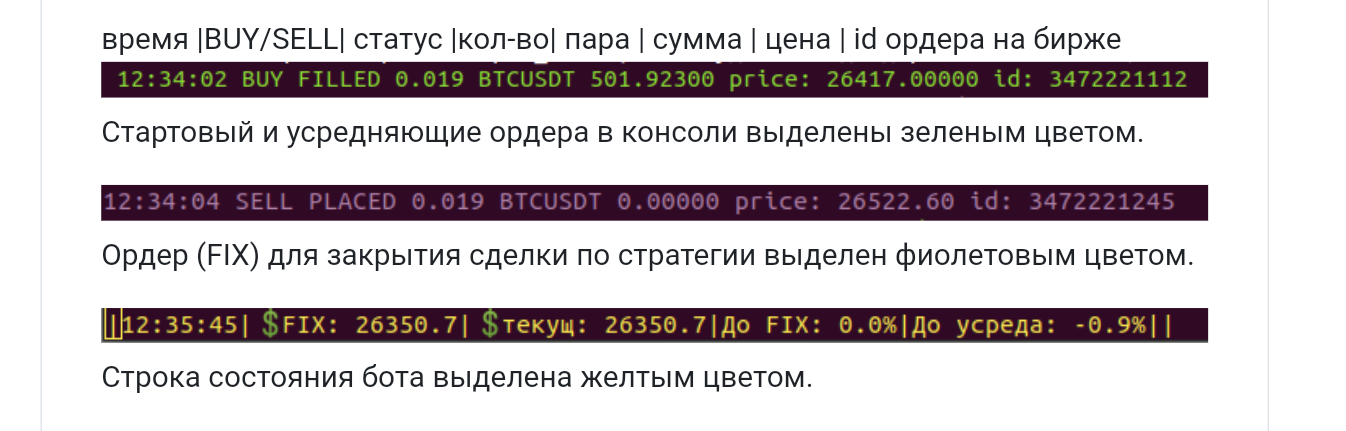 время |BUY/SELL| статус |кол-во| пара | сумма | цена | id ордера на бирже
12:34:02 BUY FILLED 0.019 BTCUSDT 501.92300 price: 26417.00000 id: 3472221112
Стартовый и усредняющие ордера в консоли выделены зеленым цветом.
12:34:04 SELL PLACED 0.019 BTCUSDT 0.00000 price: 26522.60 id: 3472221245
Ордер (FIX) для закрытия сделки по стратегии выделен фиолетовым цветом.
||12:35:45| $FIX: 26350.7| $текущ: 26350.7|До FIX: 0.0%|До усреда: -0.9%||
Строка состояния бота выделена желтым цветом.